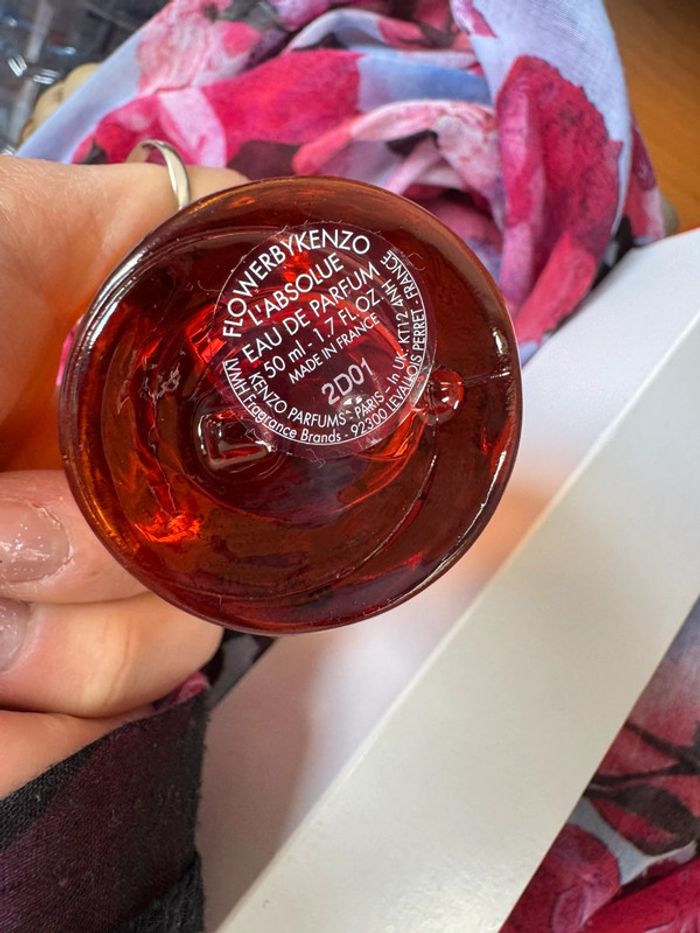 FLOWERBYKENZO
L'ABSOLUE
EAU DE PARFUM
50 ml - 1,7 FL.OZ
MADE IN FRANCE
2D01
KENZO PARFUMS - PARIS - In UK: KT12 4NH
LVMH Fragrance Brands - 92300 LEVALLOIS PERRET FRANCE